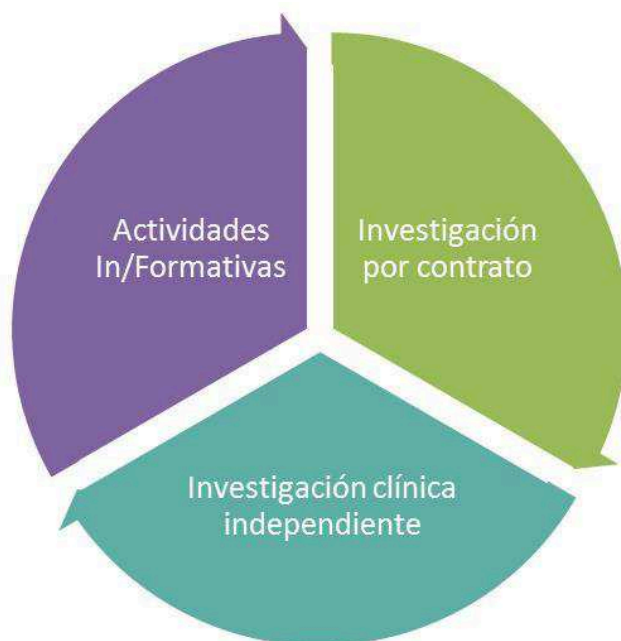 Actividades
In/Formativas
Investigación
por contrato
Investigación clínica
independiente